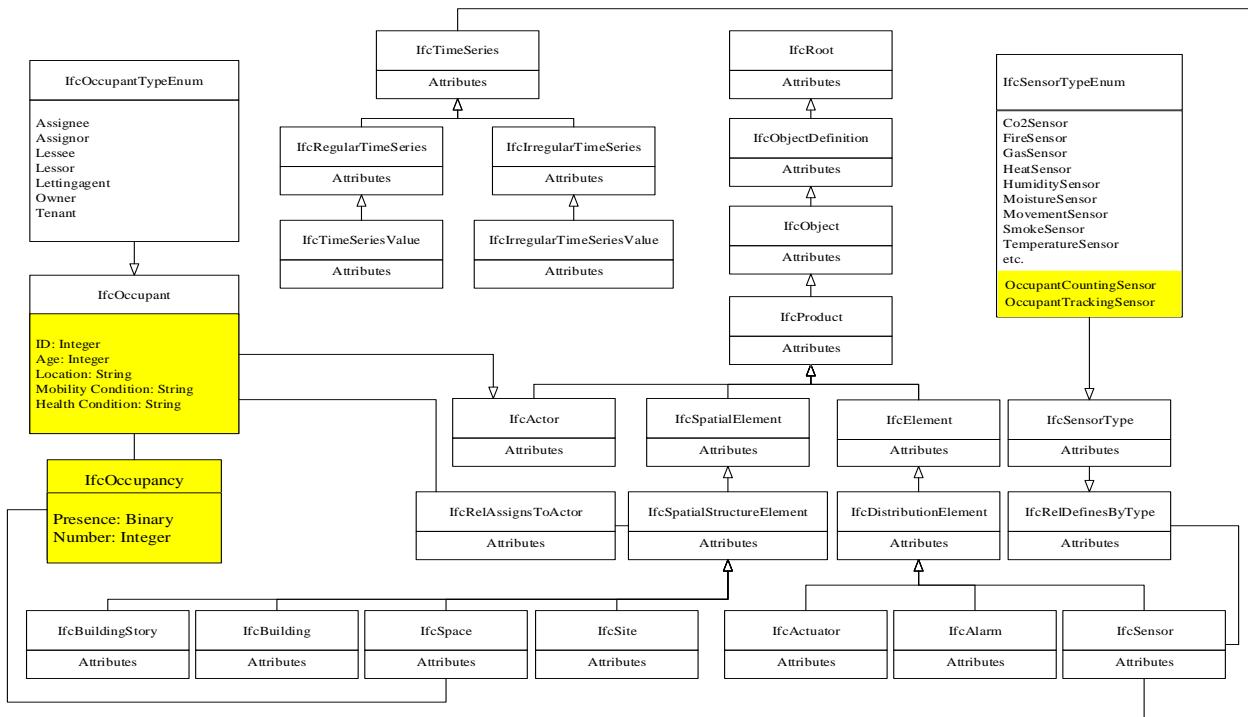 IfcTimeSeries
Attributes
IfcRoot
Attributes
IfcOccupantTypeEnum
Assignee
Assignor
Lessee
Lessor
Lettingagent
Owner
Tenant
IfcSensorTypeEnum
Co2Sensor
FireSensor
GasSensor
HeatSensor
HumiditySensor
MoistureSensor
MovementSensor
SmokeSensor
TemperatureSensor
etc.
OccupantCountingSensor
OccupantTrackingSensor
IfcRegularTimeSeries
Attributes
IfcIrregularTimeSeries
Attributes
IfcObjectDefinition
Attributes
IfcTimeSeriesValue
Attributes
IfcIrregularTimeSeriesValue
Attributes
IfcObject
Attributes
IfcOccupant
ID: Integer
Age: Integer
Location: String
Mobility Condition: String
Health Condition: String
IfcProduct
Attributes
IfcActor
Attributes
IfcSpatialElement
Attributes
IfcElement
Attributes
IfcSensorType
Attributes
IfcOccupancy
Presence: Binary
Number: Integer
IfcRelAssignsToActor
Attributes
IfcSpatialStructureElement
Attributes
IfcDistributionElement
Attributes
IfcRelDefinesByType
Attributes
IfcBuildingStory
Attributes
IfcBuilding
Attributes
IfcSpace
Attributes
IfcSite
Attributes
IfcActuator
Attributes
IfcAlarm
Attributes
IfcSensor
Attributes